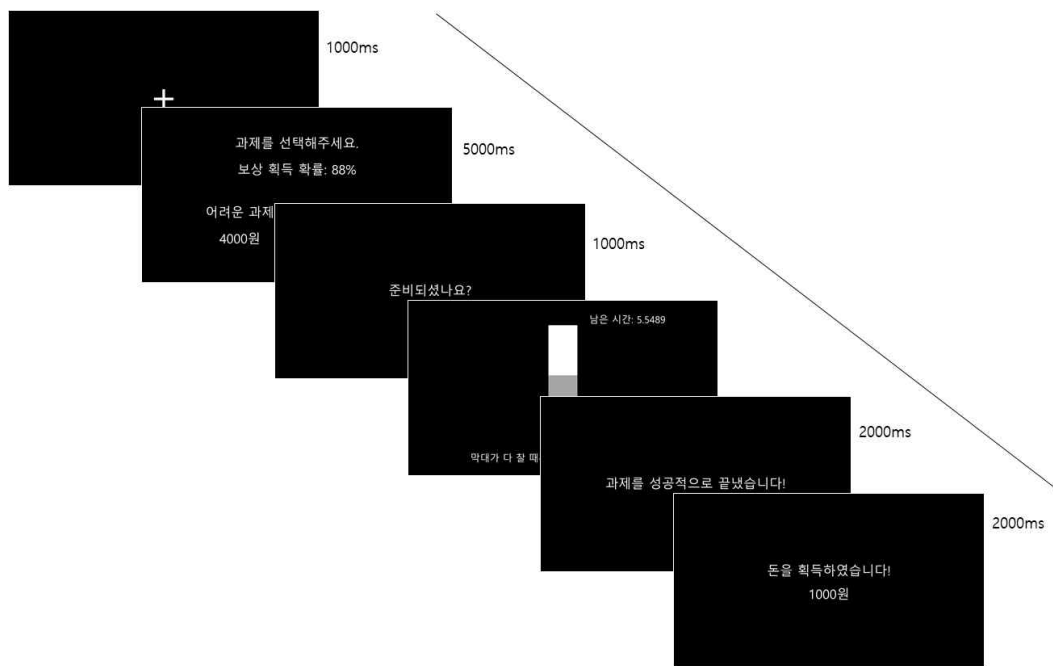 1000ms
과제를 선택해주세요.
보상 획득 확률: 88%
5000ms
어려운 과제
4000원
1000ms
준비되셨나요?
남은 시간: 5.5489
막대가 다 찰 때
2000ms
과제를 성공적으로 끝냈습니다!
2000ms
돈을 획득하였습니다!
1000원